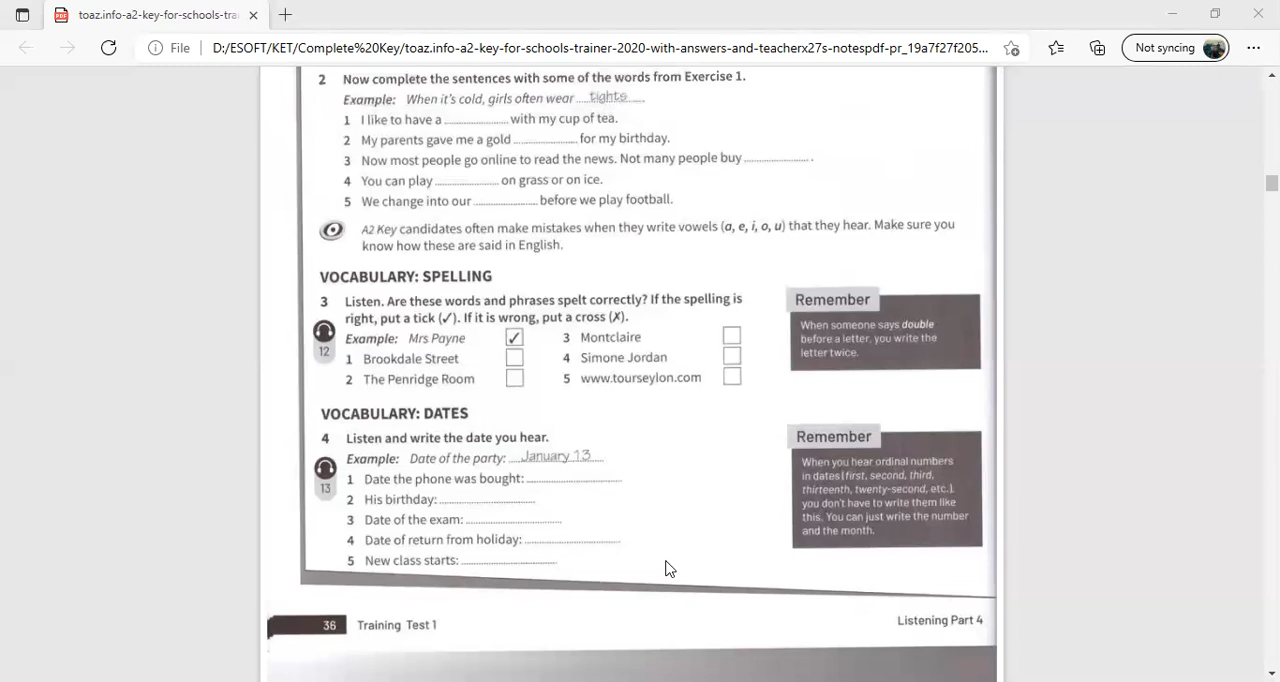 toaz.info-a2-key-for-schools-trai
File D:/ESOFT/KET/Complete%20Key/toaz.info-a2-key-for-schools-trainer-2020-with-answers-and-teacherx27s-notespdf-pr_19a7f27f205... Not syncing
2 Now complete the sentences with some of the words from Exercise 1.
Example: When it's cold, girls often wear ....tights....
1 I like to have a .................... with my cup of tea.
2 My parents gave me a gold .................... for my birthday.
3 Now most people go online to read the news. Not many people buy .................... .
4 You can play .................... on grass or on ice.
5 We change into our .................... before we play football.
A2 Key candidates often make mistakes when they write vowels (a, e, i, o, u) that they hear. Make sure you
know how these are said in English.
VOCABULARY: SPELLING
3 Listen. Are these words and phrases spelt correctly? If the spelling is
right, put a tick (✓). If it is wrong, put a cross (✗).
12
Example: Mrs Payne ✓
1 Brookdale Street
2 The Penridge Room
3 Montclaire
4 Simone Jordan
5 www.tourseylon.com
Remember
When someone says double
before a letter, you write the
letter twice.
VOCABULARY: DATES
4 Listen and write the date you hear.
13
Example: Date of the party: ....January 13....
1 Date the phone was bought: ....................
2 His birthday: ....................
3 Date of the exam: ....................
4 Date of return from holiday: ....................
5 New class starts: ....................
Remember
When you hear ordinal numbers
in dates (first, second, third,
thirteenth, twenty-second, etc.),
you don't have to write them like
this. You can just write the number
and the month.
36 Training Test 1
Listening Part 4